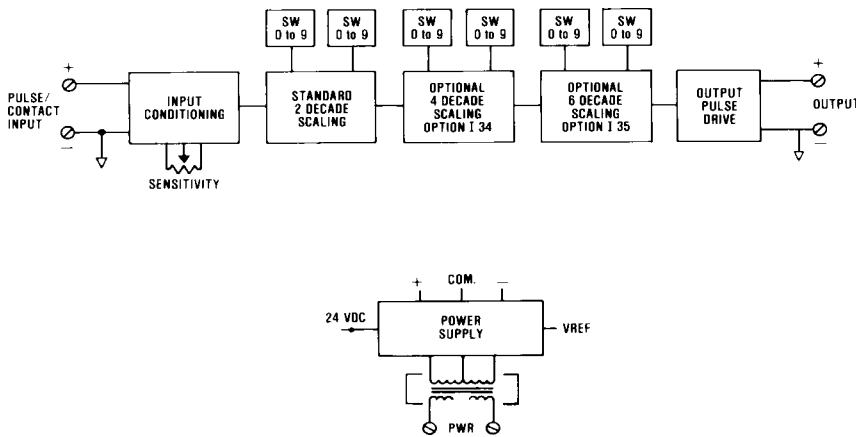 SW
0 to 9
SW
0 to 9
SW
0 to 9
SW
0 to 9
SW
0 to 9
SW
0 to 9
+
PULSE/
CONTACT
INPUT
−
INPUT
CONDITIONING
SENSITIVITY
STANDARD
2 DECADE
SCALING
OPTIONAL
4 DECADE
SCALING
OPTION I 34
OPTIONAL
6 DECADE
SCALING
OPTION I 35
OUTPUT
PULSE
DRIVE
+
OUTPUT
−
+ COM. −
24 VDC
POWER
SUPPLY
VREF
PWR